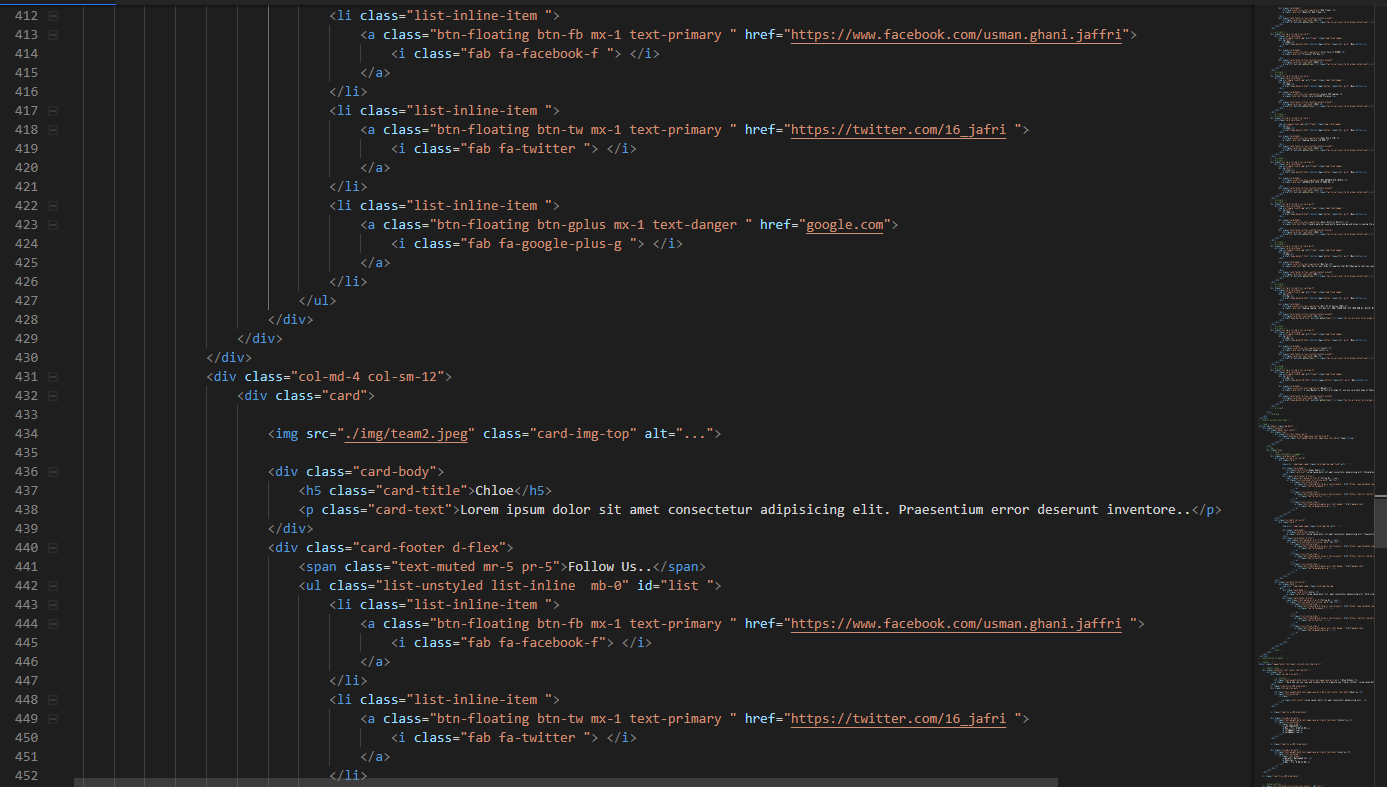 412 <li class="list-inline-item ">
413 <a class="btn-floating btn-fb mx-1 text-primary " href="https://www.facebook.com/usman.ghani.jaffri">
414 <i class="fab fa-facebook-f "> </i>
415 </a>
416 </li>
417 <li class="list-inline-item ">
418 <a class="btn-floating btn-tw mx-1 text-primary " href="https://twitter.com/16_jafri ">
419 <i class="fab fa-twitter "> </i>
420 </a>
421 </li>
422 <li class="list-inline-item ">
423 <a class="btn-floating btn-gplus mx-1 text-danger " href="google.com">
424 <i class="fab fa-google-plus-g "> </i>
425 </a>
426 </li>
427 </ul>
428 </div>
429 </div>
430 </div>
431 <div class="col-md-4 col-sm-12">
432 <div class="card">
433
434 <img src="./img/team2.jpeg" class="card-img-top" alt="...">
435
436 <div class="card-body">
437 <h5 class="card-title">Chloe</h5>
438 <p class="card-text">Lorem ipsum dolor sit amet consectetur adipisicing elit. Praesentium error deserunt inventore..</p>
439 </div>
440 <div class="card-footer d-flex">
441 <span class="text-muted mr-5 pr-5">Follow Us..</span>
442 <ul class="list-unstyled list-inline  mb-0" id="list ">
443 <li class="list-inline-item ">
444 <a class="btn-floating btn-fb mx-1 text-primary " href="https://www.facebook.com/usman.ghani.jaffri ">
445 <i class="fab fa-facebook-f"> </i>
446 </a>
447 </li>
448 <li class="list-inline-item ">
449 <a class="btn-floating btn-tw mx-1 text-primary " href="https://twitter.com/16_jafri ">
450 <i class="fab fa-twitter "> </i>
451 </a>
452 </li>